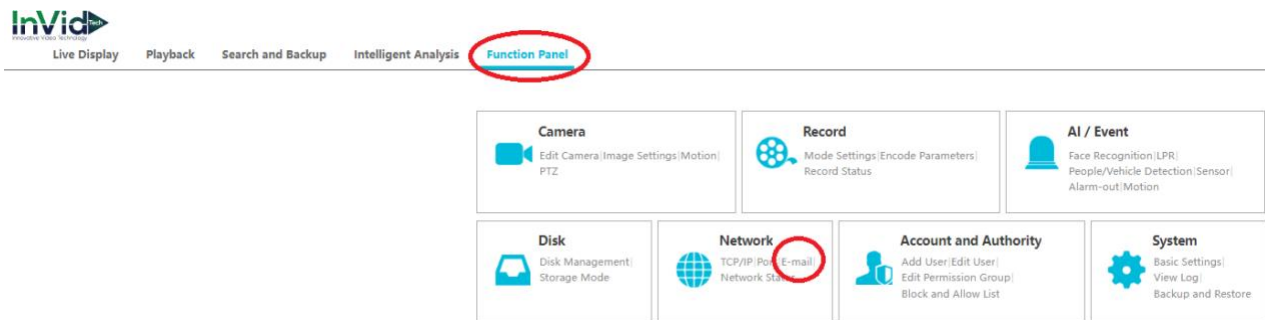 InVid Tech
Innovative Video Technology
Live Display Playback Search and Backup Intelligent Analysis Function Panel
Camera
Edit Camera|Image Settings|Motion|
PTZ
Record
Mode Settings|Encode Parameters|
Record Status
AI / Event
Face Recognition|LPR|
People/Vehicle Detection|Sensor|
Alarm-out|Motion
Disk
Disk Management|
Storage Mode
Network
TCP/IP|Port|E-mail|
Network Status
Account and Authority
Add User|Edit User|
Edit Permission Group|
Block and Allow List
System
Basic Settings|
View Log|
Backup and Restore